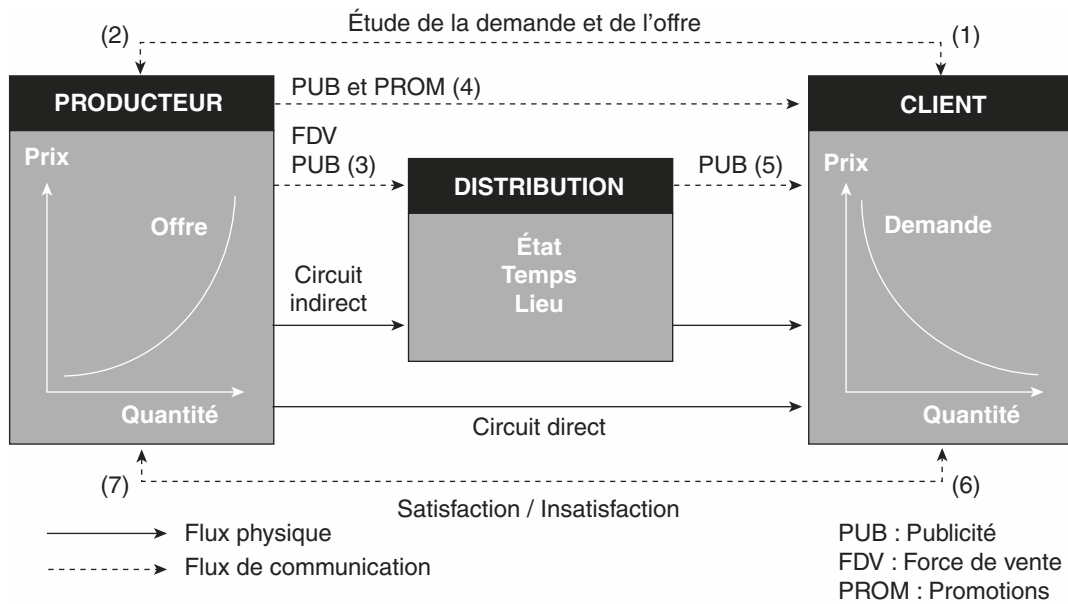 Étude de la demande et de l’offre
(2)
(1)
PRODUCTEUR
PUB et PROM (4)
CLIENT
FDV
PUB (3)
DISTRIBUTION
PUB (5)
Prix
Offre
Quantité
État
Temps
Lieu
Prix
Demande
Quantité
Circuit
indirect
Circuit direct
(7)
(6)
Satisfaction / Insatisfaction
Flux physique
Flux de communication
PUB : Publicité
FDV : Force de vente
PROM : Promotions